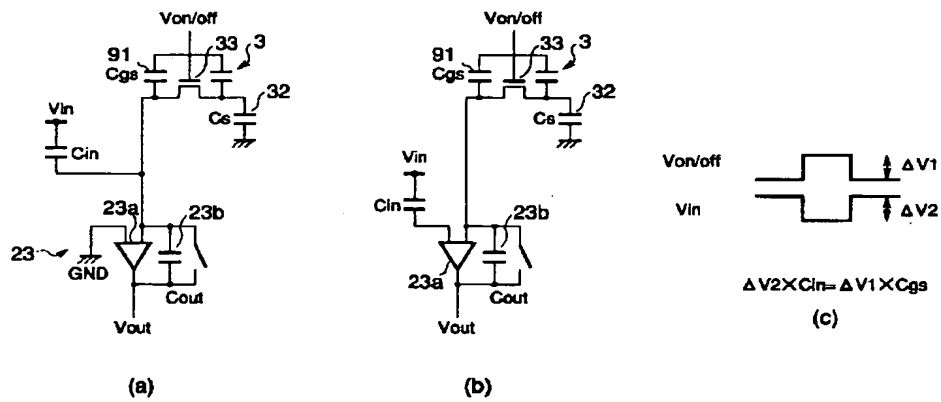 Von/off
33
3
91
Cgs
32
Cs
Vin
Cin
23a
23b
23
GND
Cout
Vout
(a)
Von/off
33
3
91
Cgs
32
Cs
Vin
Cin
23b
23a
Cout
Vout
(b)
Von/off
ΔV1
Vin
ΔV2
ΔV2×Cin=ΔV1×Cgs
(c)